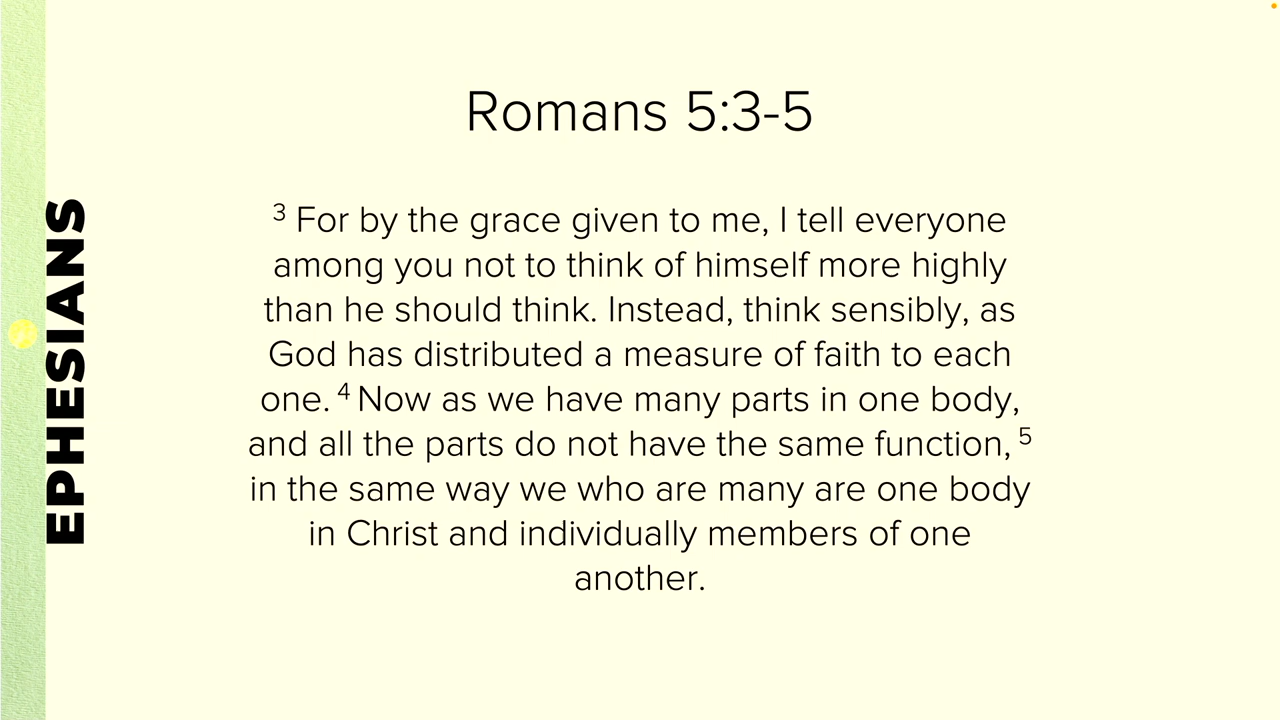 Romans 5:3-5
3 For by the grace given to me, I tell everyone
among you not to think of himself more highly
than he should think. Instead, think sensibly, as
God has distributed a measure of faith to each
one. 4 Now as we have many parts in one body,
and all the parts do not have the same function, 5
in the same way we who are many are one body
in Christ and individually members of one
another.
EPHESIANS